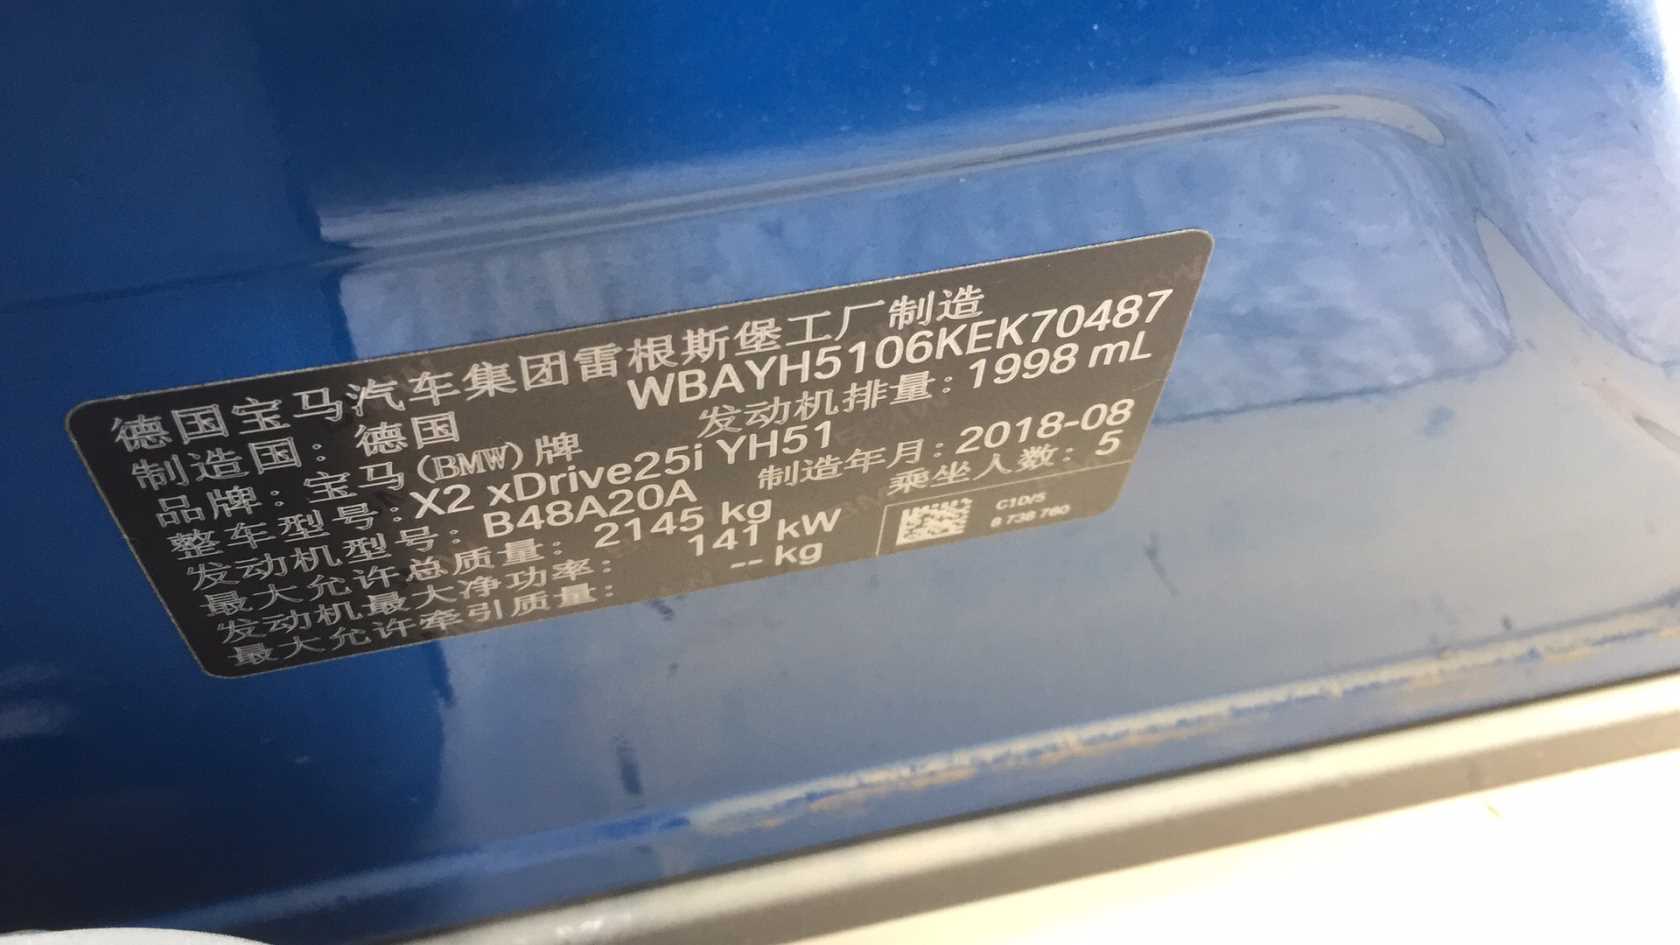 德国宝马汽车集团雷根斯堡工厂制造
制造国：德国 WBAYH5106KEK70487
品牌：宝马(BMW)牌 发动机排量：1998 mL
整车型号：X2 xDrive25i YH51
发动机型号：B48A20A 制造年月：2018-08
最大允许总质量：2145 kg 乘坐人数：5
发动机最大净功率：141 kW
最大允许牵引质量：-- kg
C1D/5